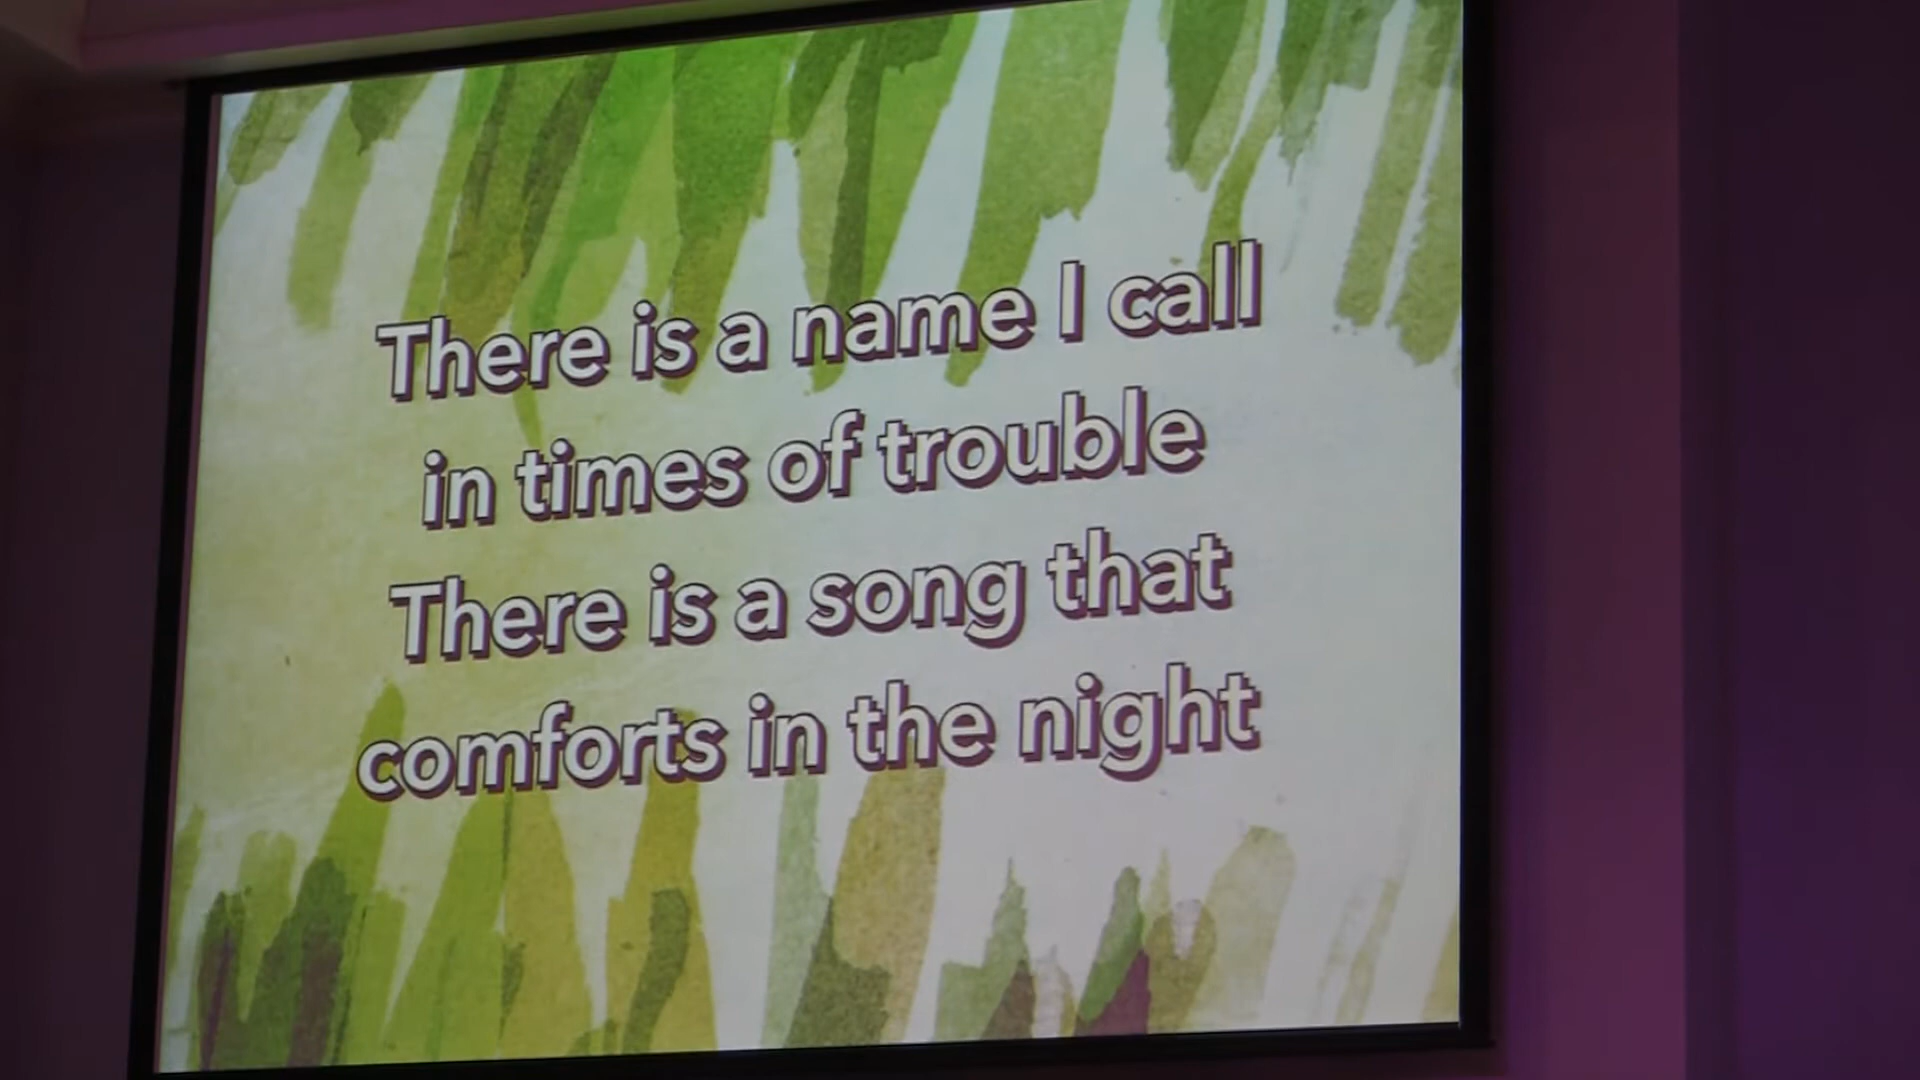 There is a name I call
in times of trouble
There is a song that
comforts in the night